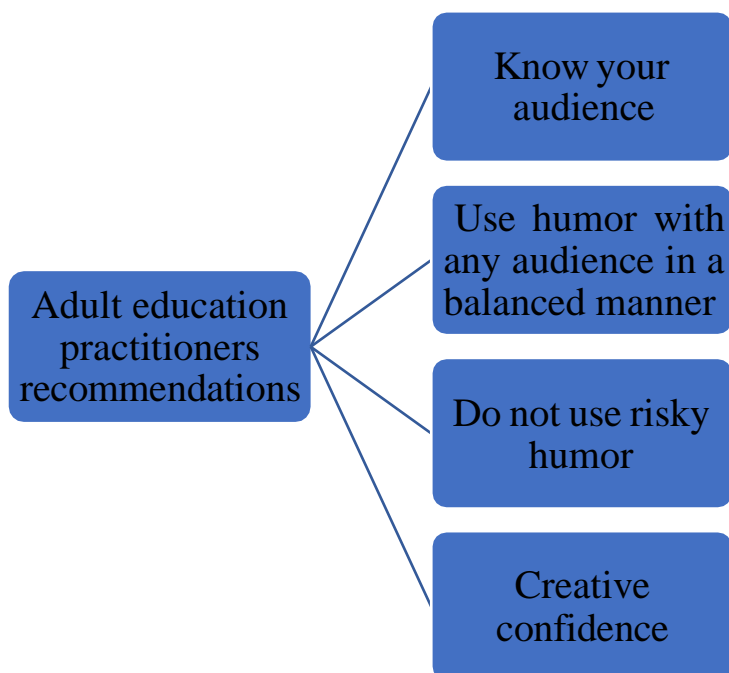 Know your
audience
Use humor with
any audience in a
balanced manner
Adult education
practitioners
recommendations
Do not use risky
humor
Creative
confidence